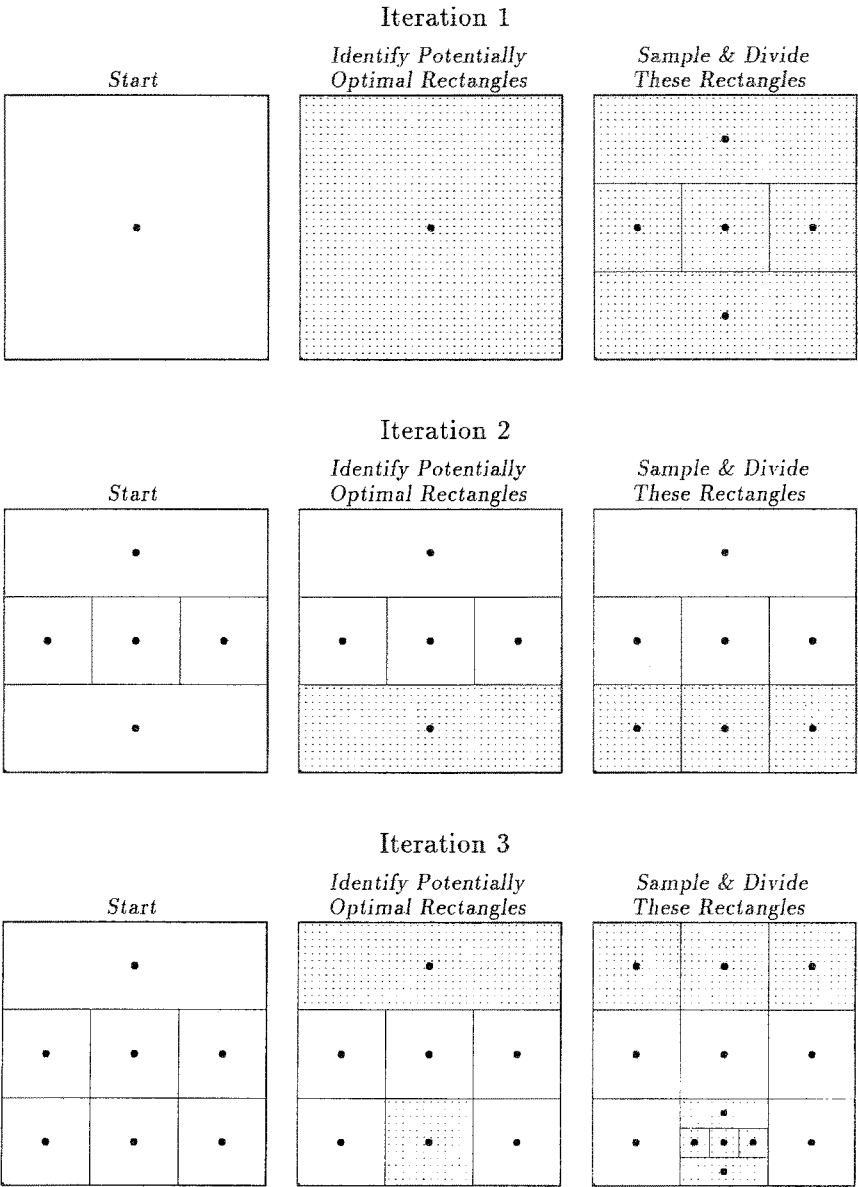 Iteration 1
Start
Identify Potentially
Optimal Rectangles
Sample & Divide
These Rectangles
Iteration 2
Start
Identify Potentially
Optimal Rectangles
Sample & Divide
These Rectangles
Iteration 3
Start
Identify Potentially
Optimal Rectangles
Sample & Divide
These Rectangles